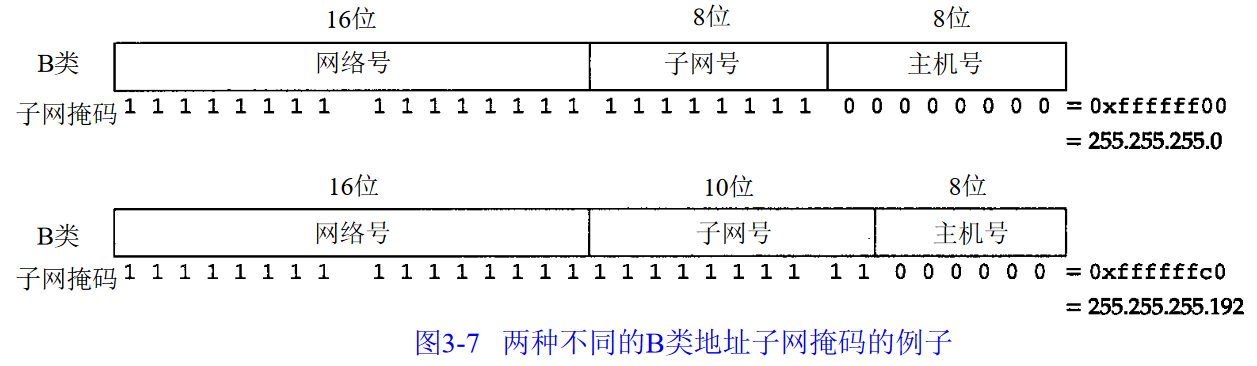 16位 8位 8位
B类 网络号 子网号 主机号
子网掩码 1 1 1 1 1 1 1 1 1 1 1 1 1 1 1 1 1 1 1 1 1 1 1 1 0 0 0 0 0 0 0 0 = 0xffffff00
= 255.255.255.0
16位 10位 8位
B类 网络号 子网号 主机号
子网掩码 1 1 1 1 1 1 1 1 1 1 1 1 1 1 1 1 1 1 1 1 1 1 1 1 1 1 0 0 0 0 0 0 = 0xffffffc0
= 255.255.255.192
图3-7 两种不同的B类地址子网掩码的例子